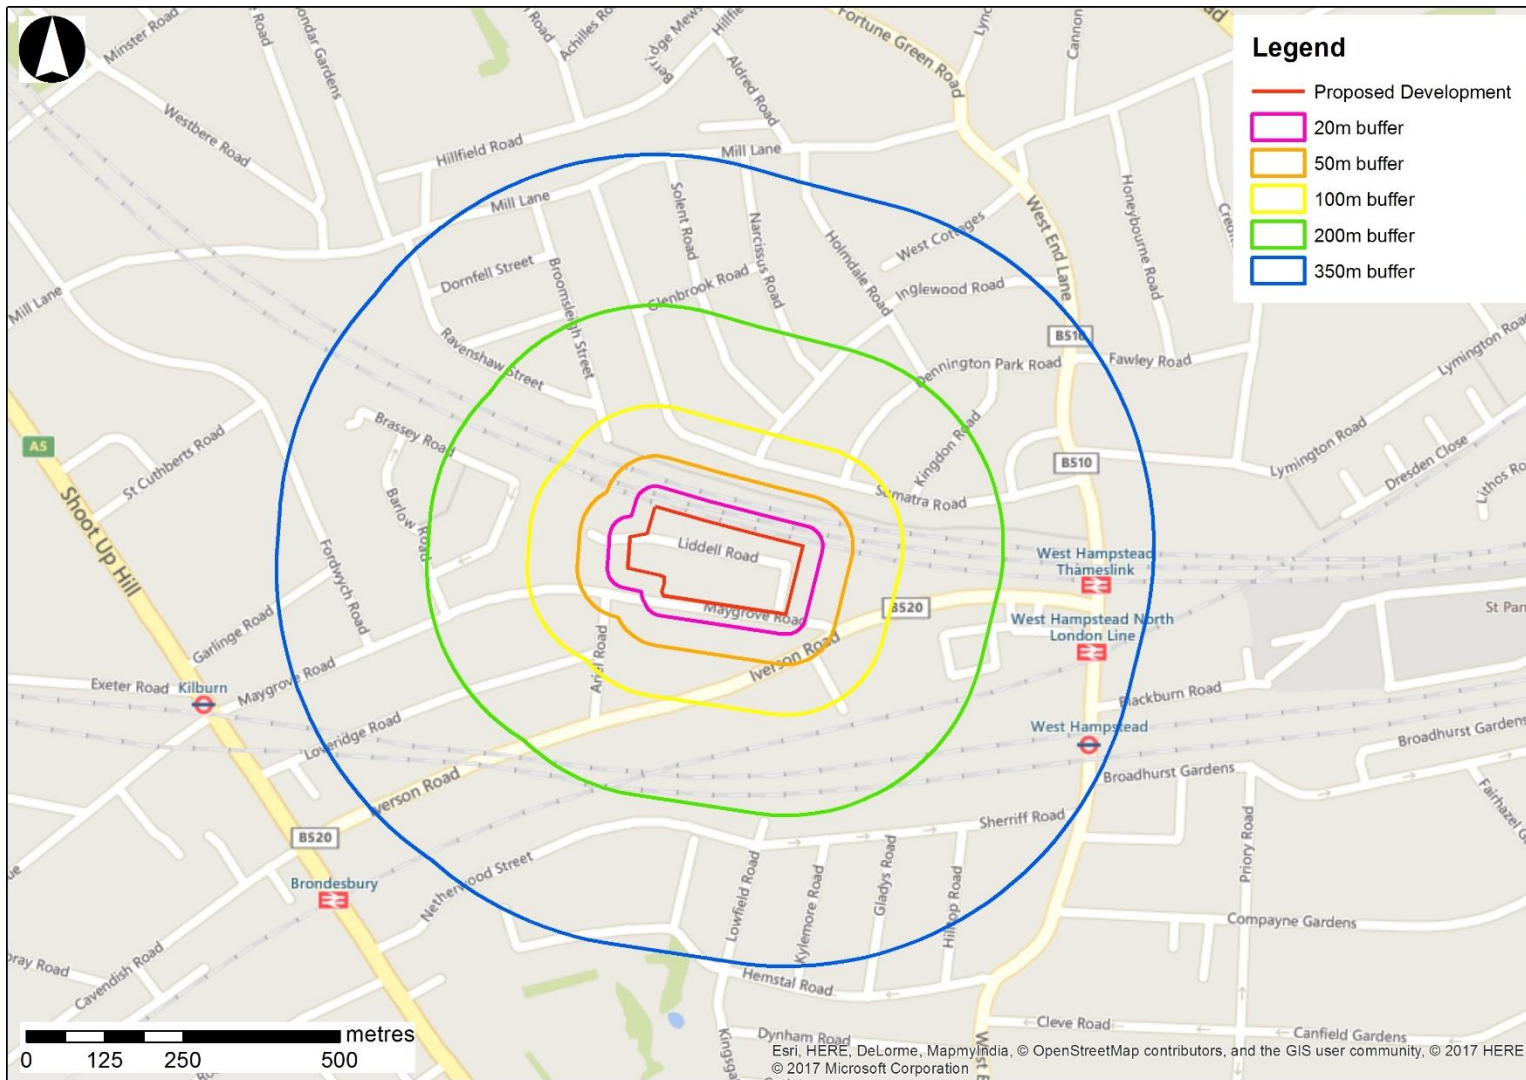 Minster Road
Westbere Road
Hillfield Road
Achilles
Aldred Road
Fortune Green Road
Cannon
Mill Lane
Mill Lane
Mill Lane
Solent Road
Narcissus Road
Holmdale Road
West Cottages
West End Lane
Honeybourne Road
Dornfell Street
Broomsleigh Street
Glenbrook Road
Inglewood Road
Ravenshaw Street
Dennington Park Road
B510
Fawley Road
Lymington Road
Lymington Road
Dresden Close
Brassey Road
Barlow Road
Kingdon Road
Sumatra Road
B510
A5
St Cuthberts Road
Shoot Up Hill
Fordwych Road
Garlinge Road
Liddell Road
Maygrove Road
Maygrove Road
Ariel Road
Iverson Road
B520
West Hampstead
Thameslink
West Hampstead North
London Line
Exeter Road
Kilburn
Loveridge Road
Iverson Road
B520
Blackburn Road
West Hampstead
Broadhurst Gardens
Broadhurst Gardens
Sherriff Road
Priory Road
Brondesbury
Netherwood Street
Lowfield Road
Kylemore Road
Gladys Road
Hilltop Road
Hemstal Road
Compayne Gardens
Cavendish Road
Dynham Road
Cleve Road
Canfield Gardens
Legend
Proposed Development
20m buffer
50m buffer
100m buffer
200m buffer
350m buffer
metres
0 125 250 500
Esri, HERE, DeLorme, MapmyIndia, © OpenStreetMap contributors, and the GIS user community, © 2017 HERE
© 2017 Microsoft Corporation